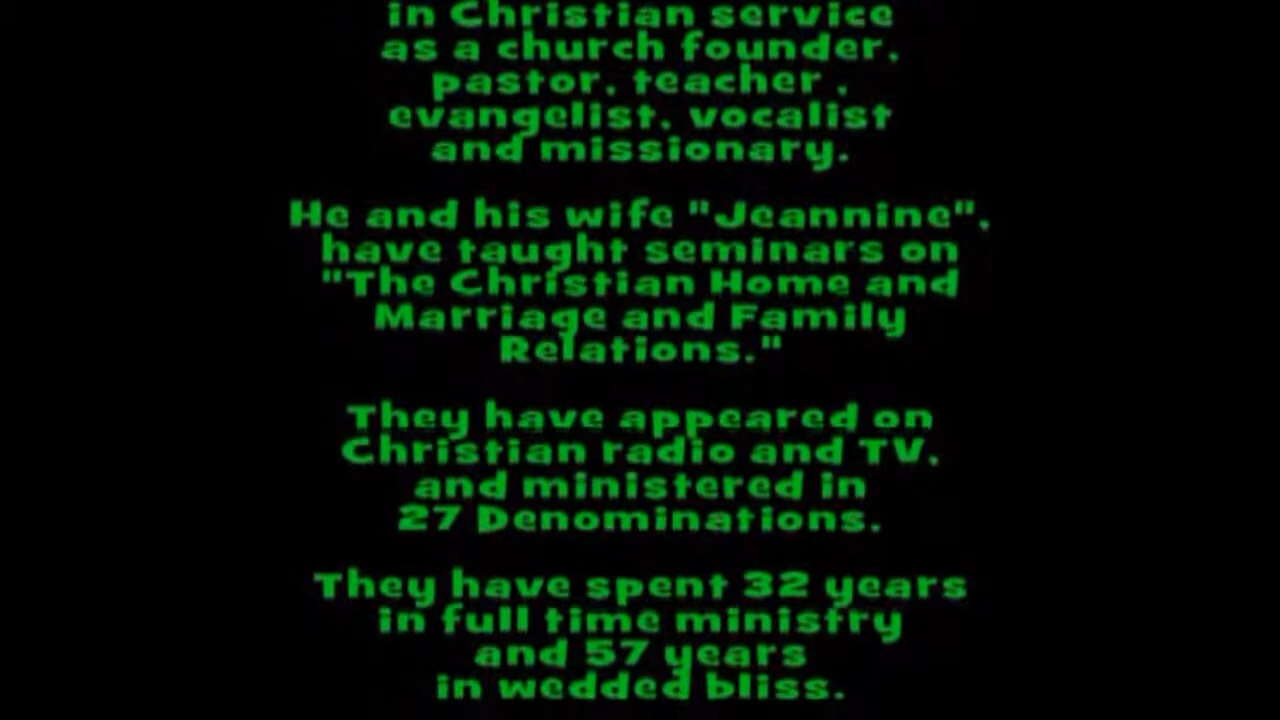 in Christian service
as a church founder,
pastor, teacher ,
evangelist, vocalist
and missionary.
He and his wife "Jeannine",
have taught seminars on
"The Christian Home and
Marriage and Family
Relations."
They have appeared on
Christian radio and TV,
and ministered in
27 Denominations.
They have spent 32 years
in full time ministry
and 57 years
in wedded bliss.